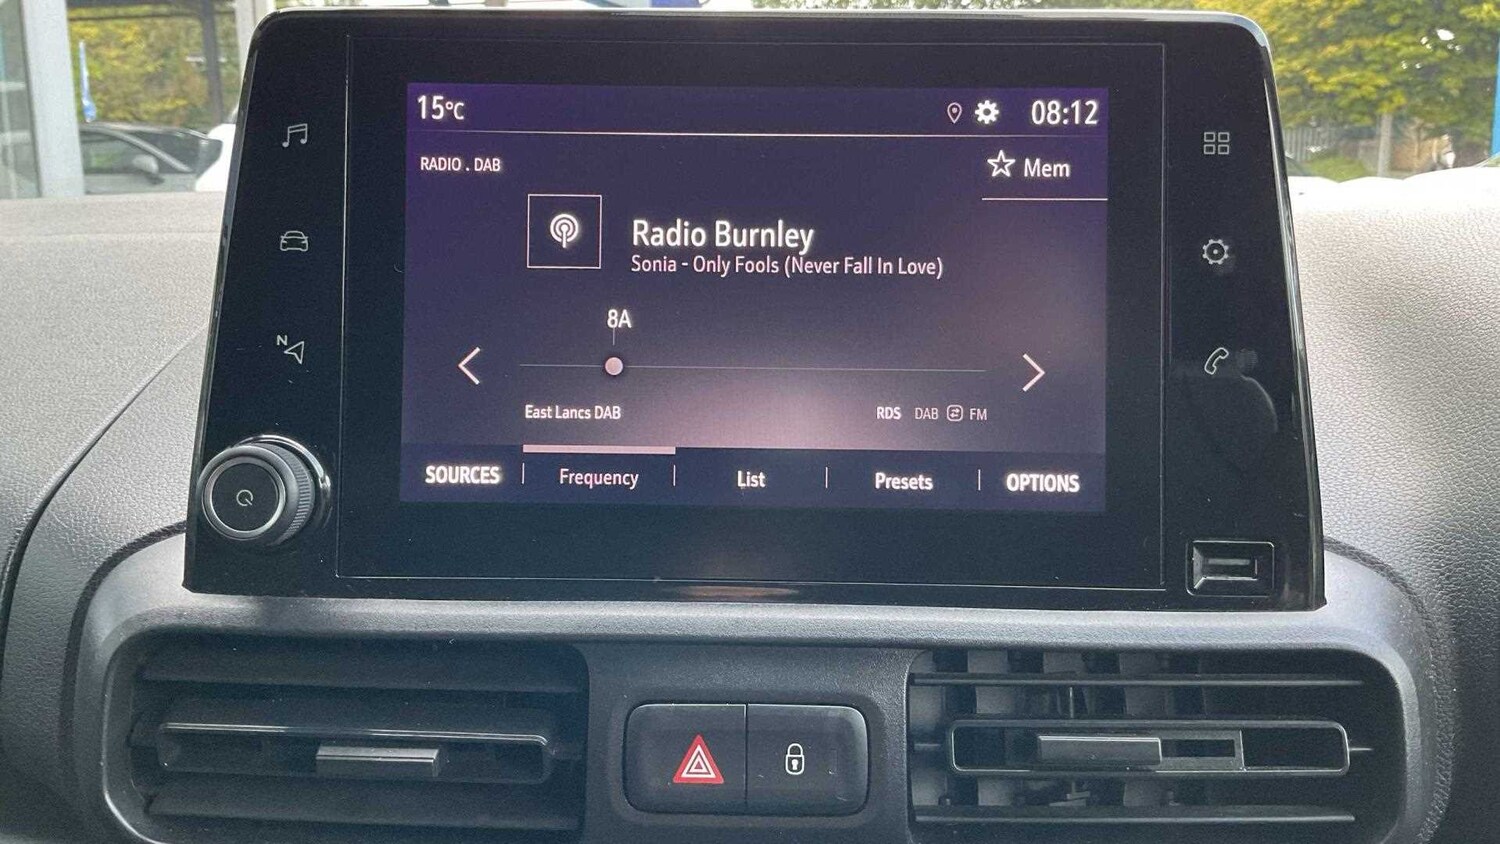 15°C
08:12
RADIO . DAB
Mem
Radio Burnley
Sonia - Only Fools (Never Fall In Love)
8A
N
East Lancs DAB
RDS DAB FM
SOURCES
Frequency
List
Presets
OPTIONS